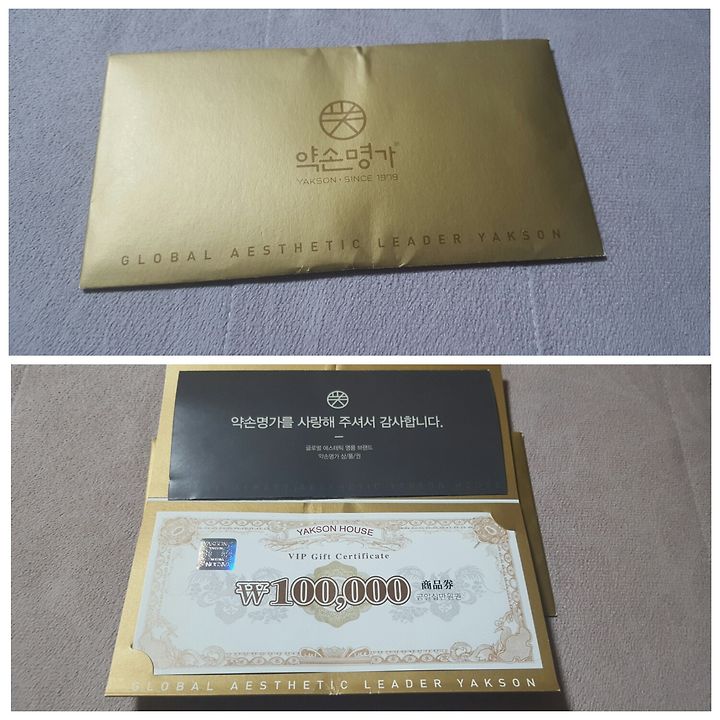 약손명가
YAKSON · SINCE 1979
GLOBAL AESTHETIC LEADER YAKSON
약손명가를 사랑해 주셔서 감사합니다.
글로벌 에스테틱 명품 브랜드
약손명가 상/품/권
YAKSON HOUSE
YAKSON
VIP Gift Certificate
₩100,000 商品券
금일십만원권
GLOBAL AESTHETIC LEADER YAKSON